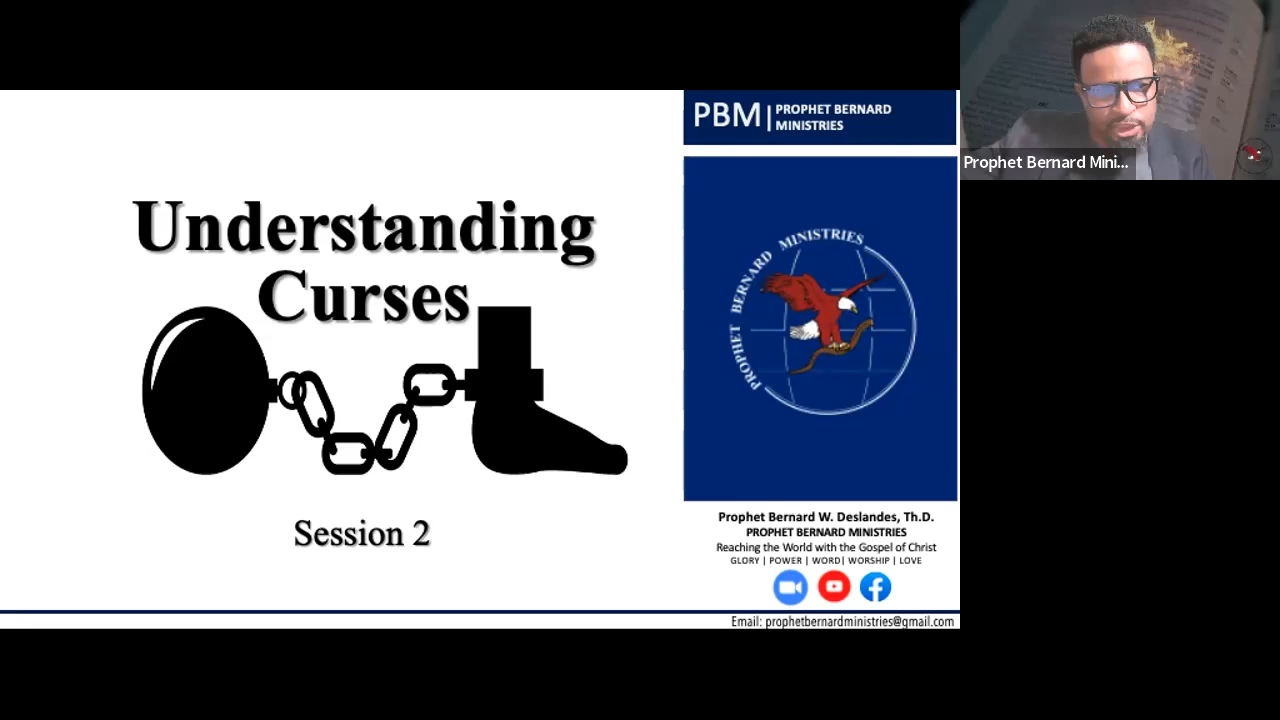 Understanding
Curses
Session 2
PBM | PROPHET BERNARD
MINISTRIES
PROPHET BERNARD MINISTRIES
Prophet Bernard W. Deslandes, Th.D.
PROPHET BERNARD MINISTRIES
Reaching the World with the Gospel of Christ
GLORY | POWER | WORD| WORSHIP | LOVE
Email: prophetbernardministries@gmail.com
Prophet Bernard Mini...